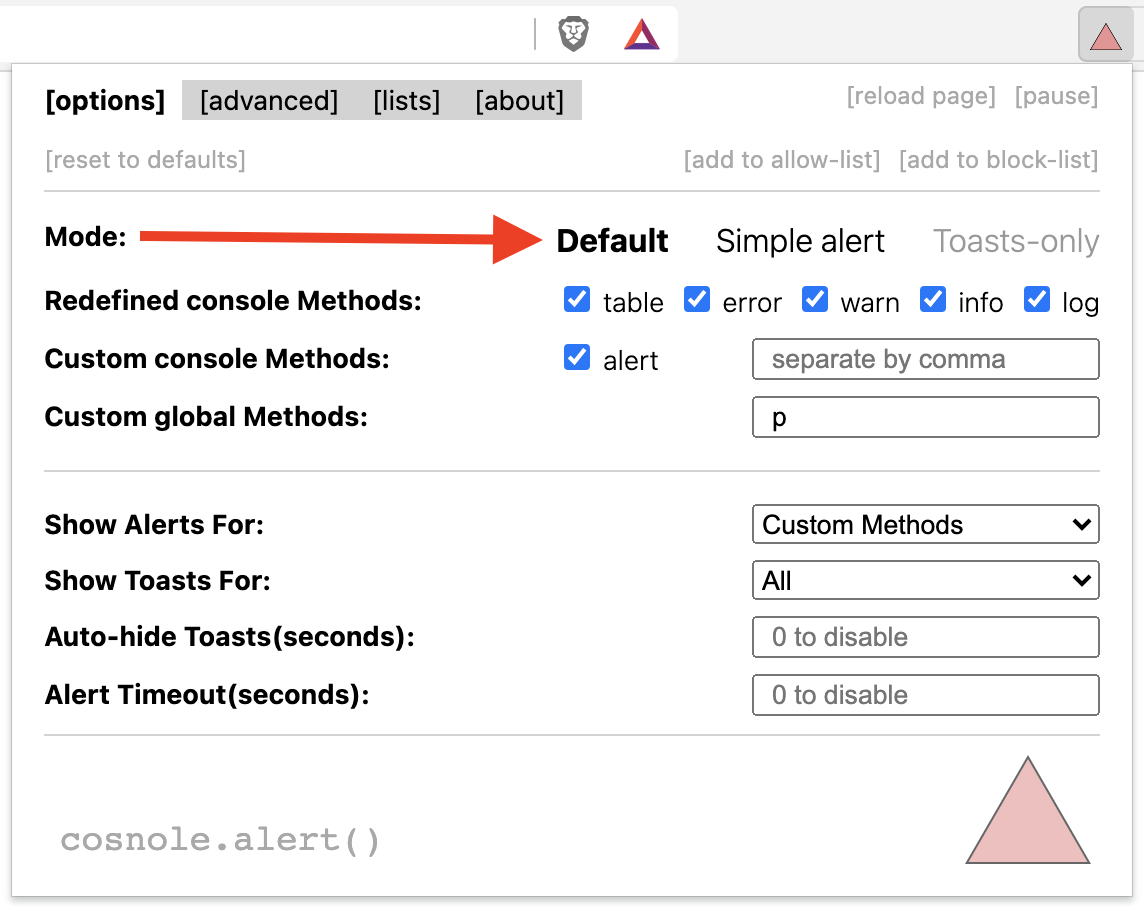 [options] [advanced] [lists] [about] [reload page] [pause]
[reset to defaults] [add to allow-list] [add to block-list]
Mode: Default Simple alert Toasts-only
Redefined console Methods: table error warn info log
Custom console Methods: alert separate by comma
Custom global Methods: p
Show Alerts For: Custom Methods
Show Toasts For: All
Auto-hide Toasts(seconds): 0 to disable
Alert Timeout(seconds): 0 to disable
cosnole.alert()